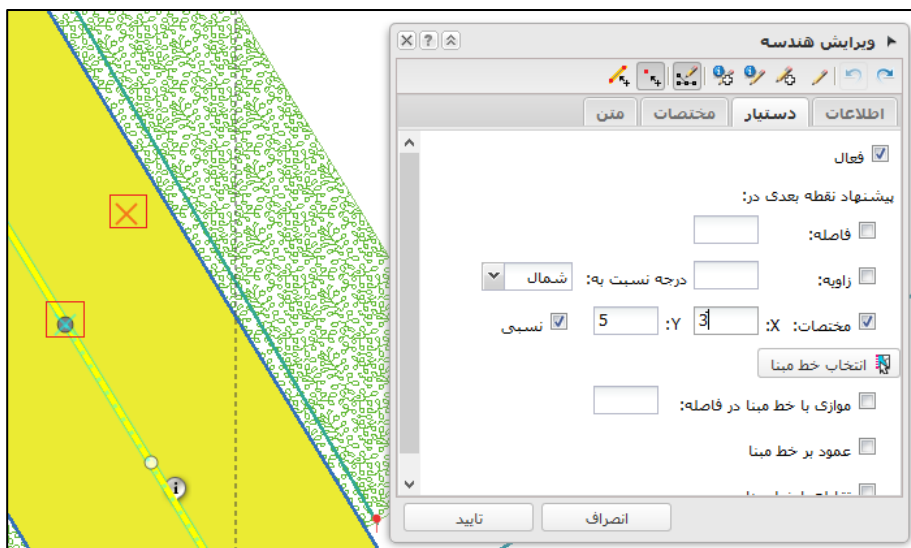 ویرایش هندسه
اطلاعات دستیار مختصات متن
فعال
پیشنهاد نقطه بعدی در:
فاصله:
زاویه: درجه نسبت به: شمال
مختصات: X: 3 Y: 5 نسبی
انتخاب خط مبنا
موازی با خط مبنا در فاصله:
عمود بر خط مبنا
انصراف تایید